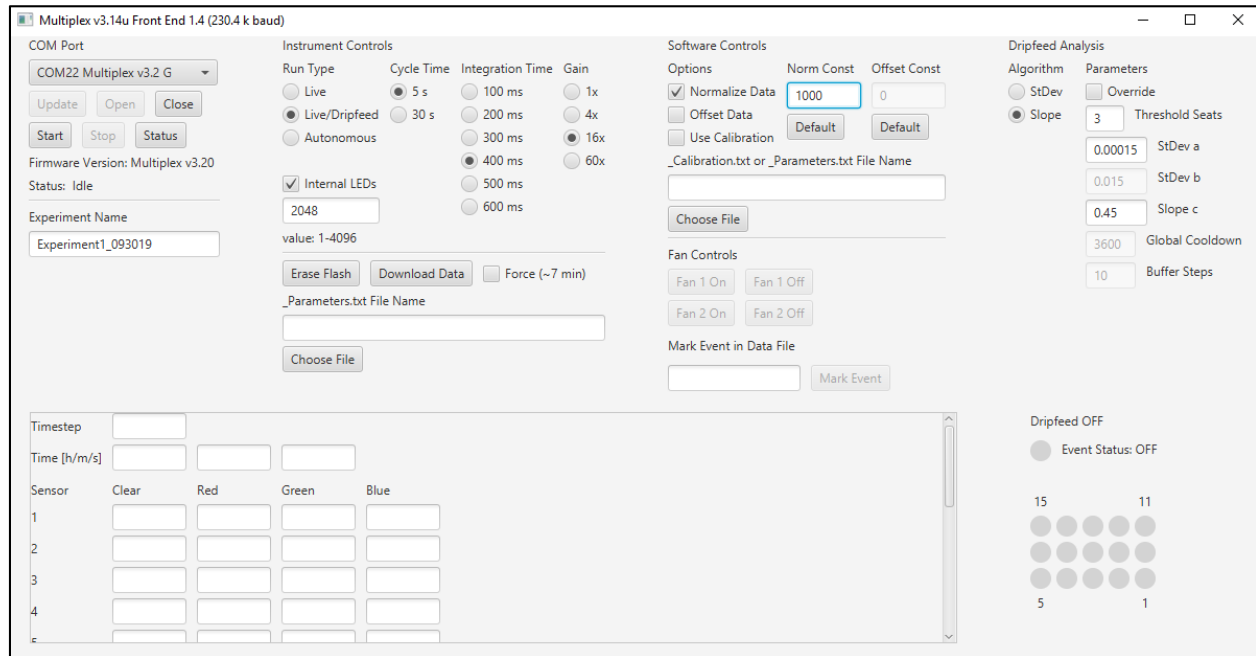 Multiplex v3.14u Front End 1.4 (230.4 k baud)
COM Port
COM22 Multiplex v3.2 G
Update Open Close
Start Stop Status
Firmware Version: Multiplex v3.20
Status: Idle
Experiment Name
Experiment1_093019
Instrument Controls
Run Type Cycle Time Integration Time Gain
Live 5 s 100 ms 1x
Live/Dripfeed 30 s 200 ms 4x
Autonomous 300 ms 16x
400 ms 60x
Internal LEDs 500 ms
2048 600 ms
value: 1-4096
Erase Flash Download Data Force (~7 min)
_Parameters.txt File Name
Choose File
Software Controls
Options Norm Const Offset Const
Normalize Data 1000 0
Offset Data Default Default
Use Calibration
_Calibration.txt or _Parameters.txt File Name
Choose File
Fan Controls
Fan 1 On Fan 1 Off
Fan 2 On Fan 2 Off
Mark Event in Data File
Mark Event
Dripfeed Analysis
Algorithm Parameters
StDev Override
Slope 3 Threshold Seats
0.00015 StDev a
0.015 StDev b
0.45 Slope c
3600 Global Cooldown
10 Buffer Steps
Timestep
Time [h/m/s]
Sensor Clear Red Green Blue
1
2
3
4
Dripfeed OFF
Event Status: OFF
15 11
5 1